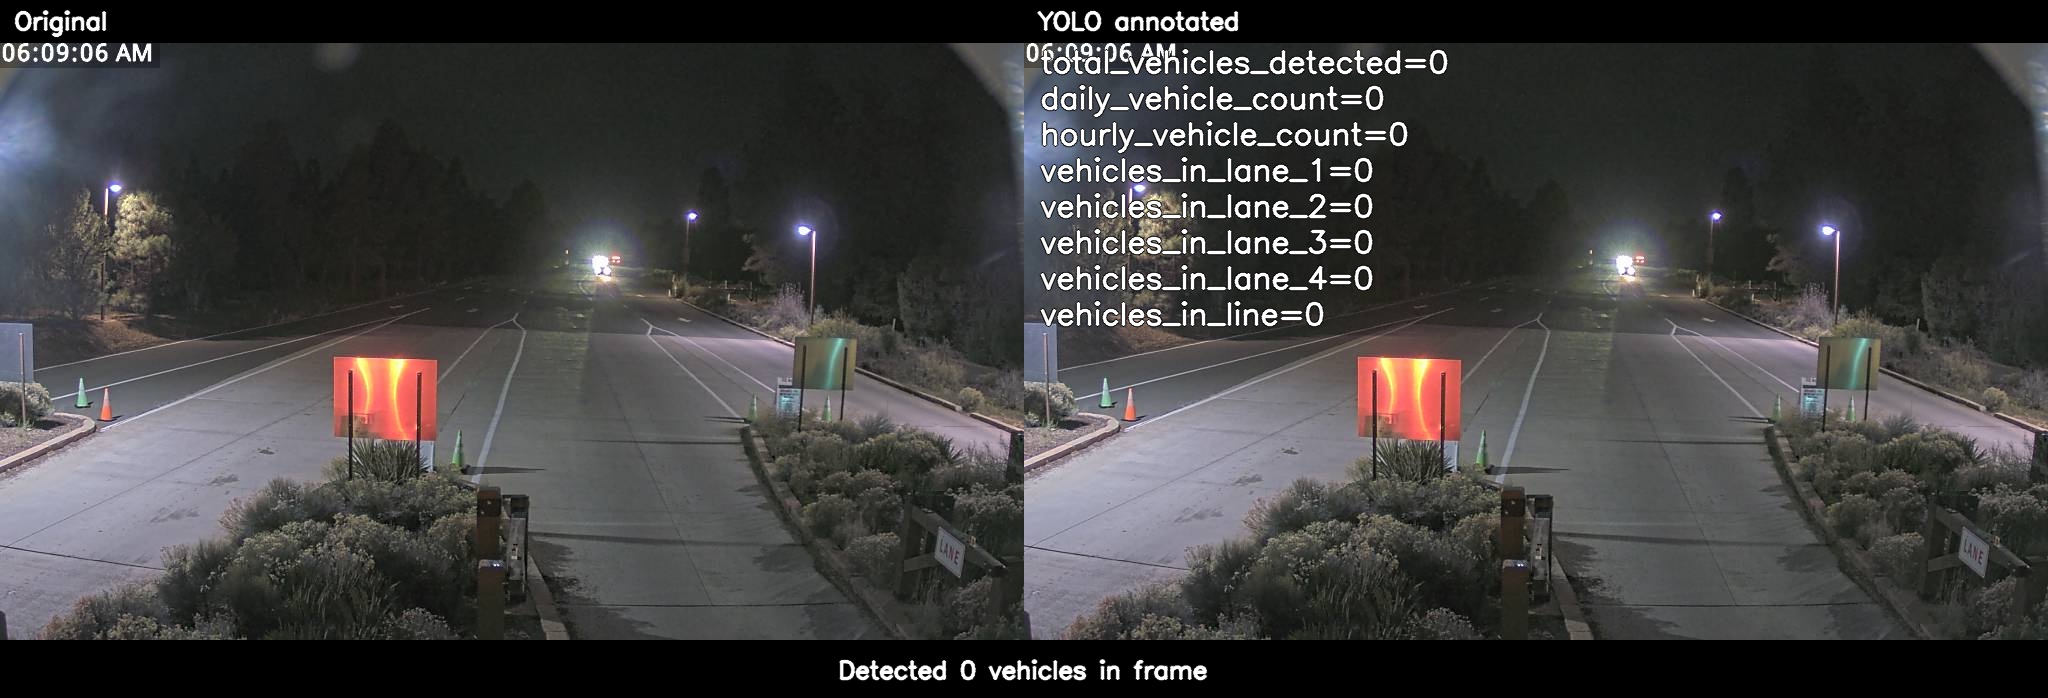 Original
06:09:06 AM
LANE
YOLO annotated
06:09:06 AM
total_vehicles_detected=0
daily_vehicle_count=0
hourly_vehicle_count=0
vehicles_in_lane_1=0
vehicles_in_lane_2=0
vehicles_in_lane_3=0
vehicles_in_lane_4=0
vehicles_in_line=0
LANE
Detected 0 vehicles in frame